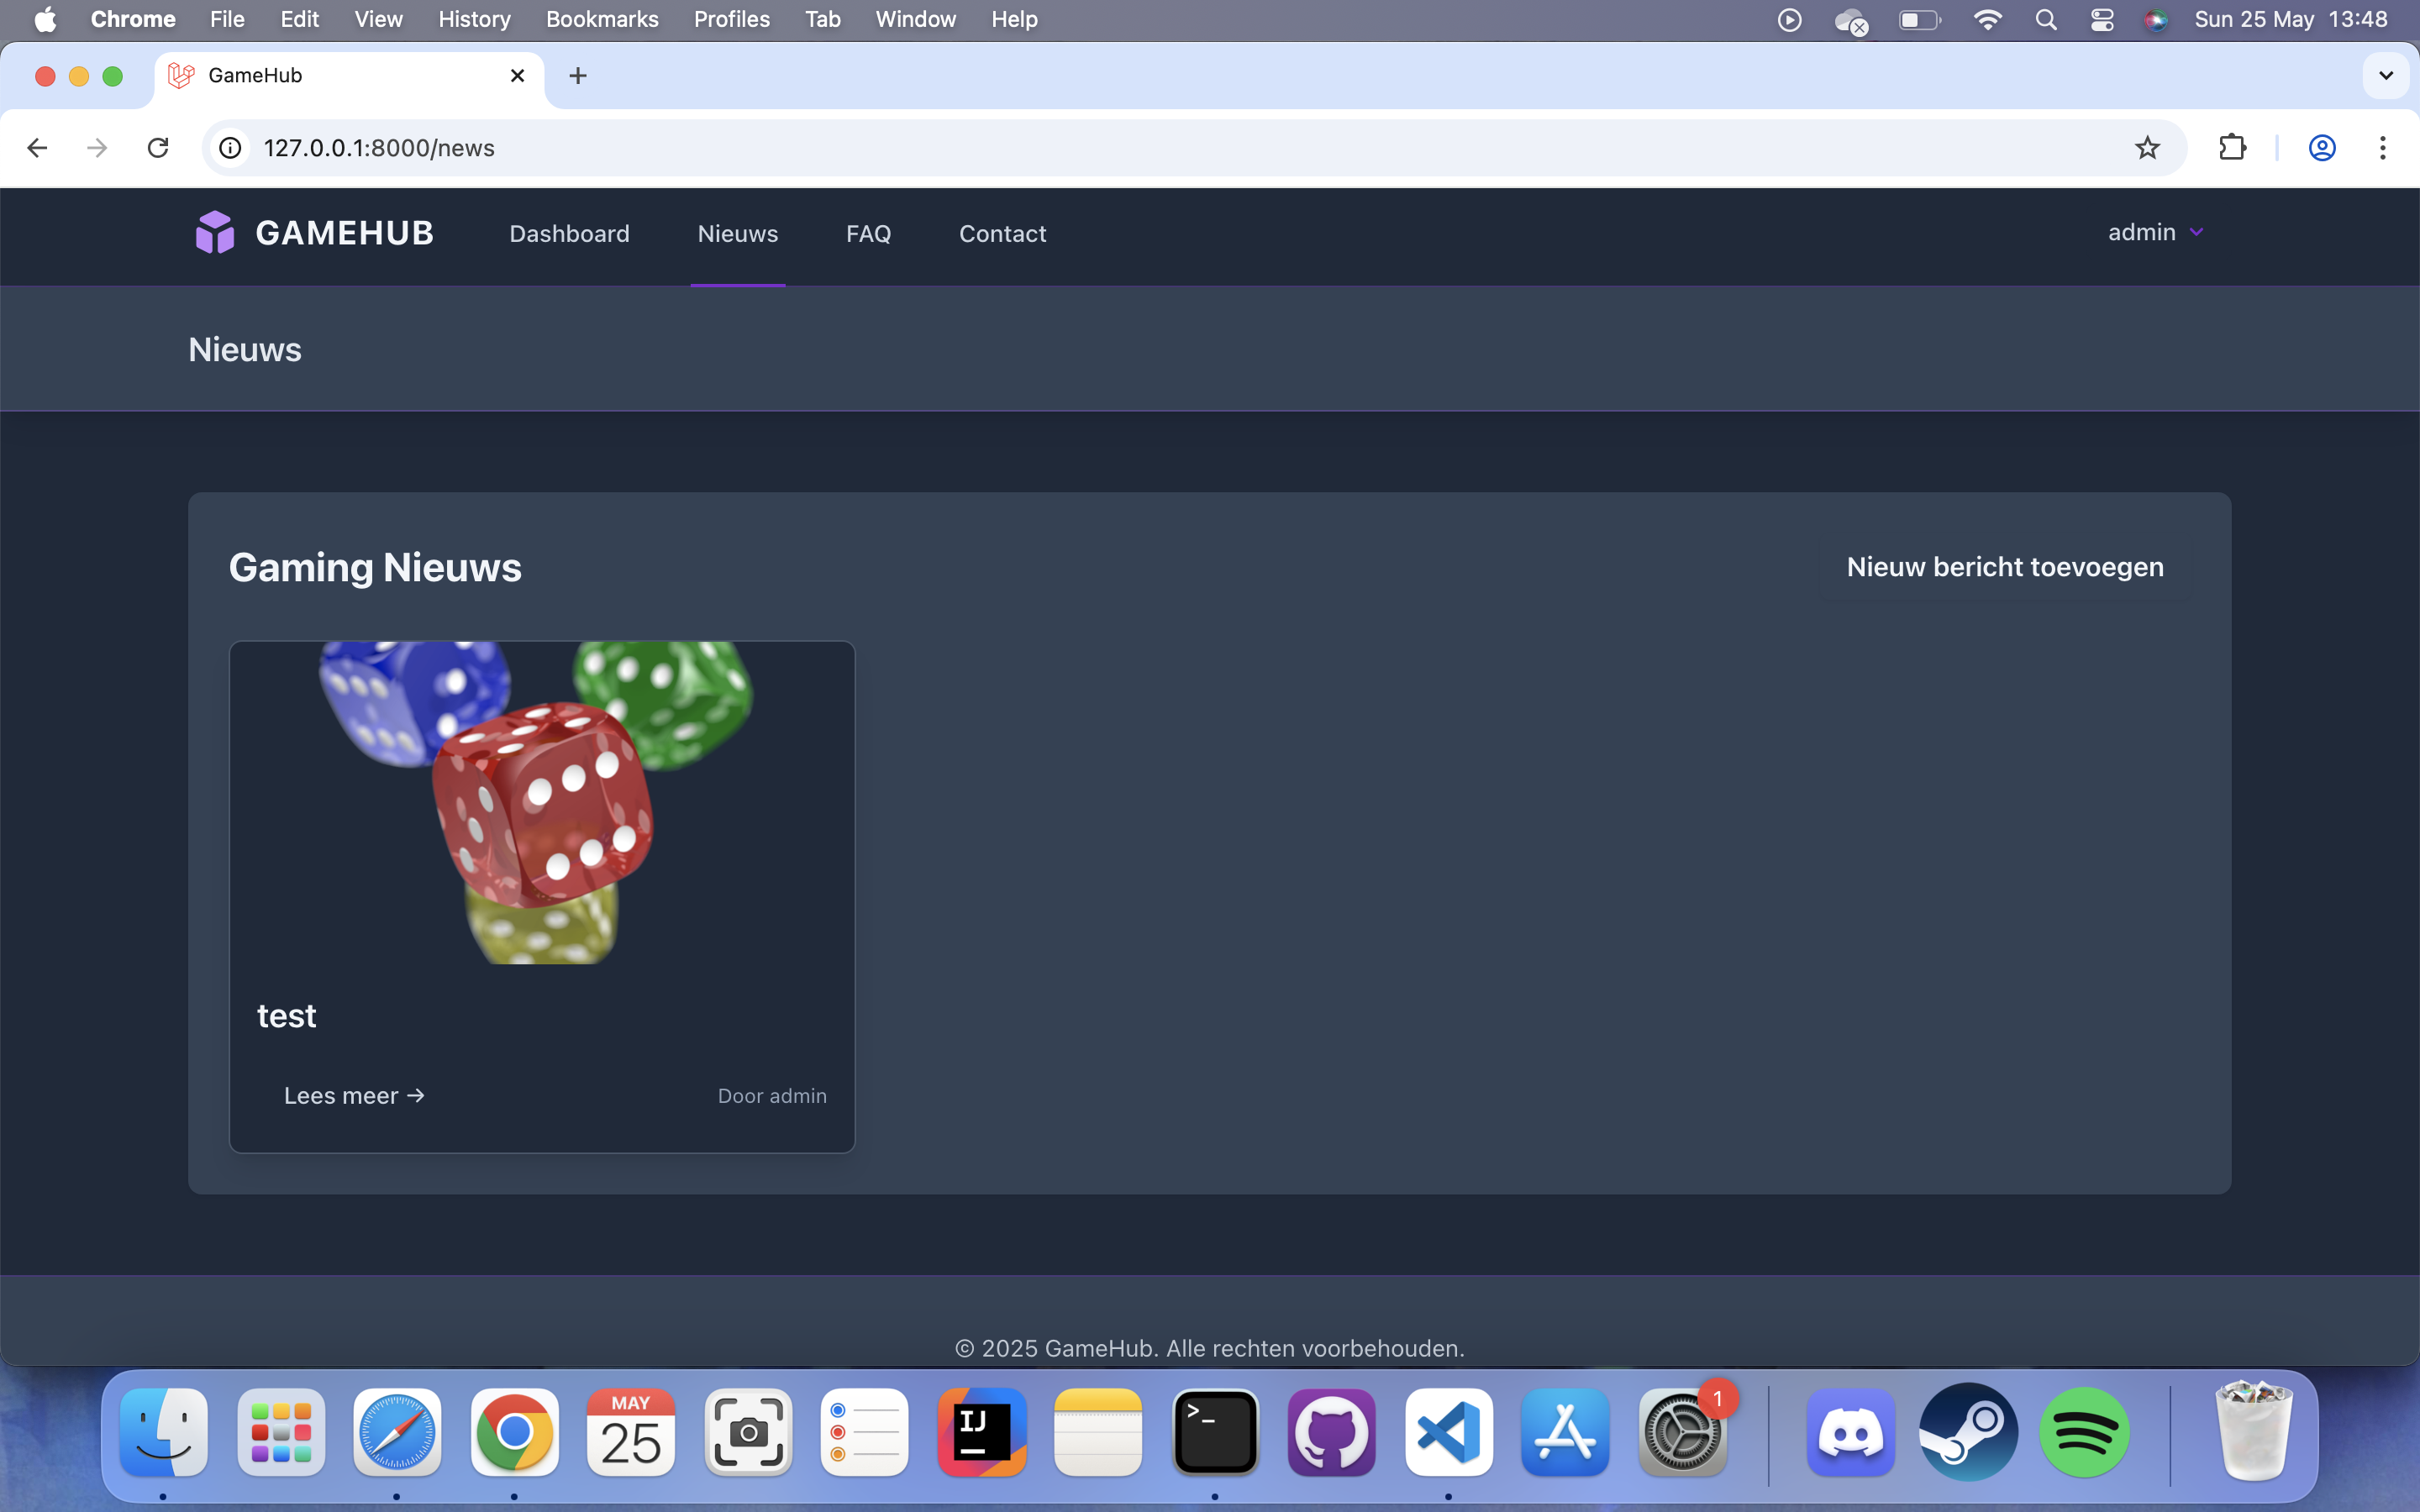 Chrome File Edit View History Bookmarks Profiles Tab Window Help Sun 25 May 13:48
GameHub
127.0.0.1:8000/news
GAMEHUB Dashboard Nieuws FAQ Contact admin
Nieuws
Gaming Nieuws Nieuw bericht toevoegen
test
Lees meer → Door admin
© 2025 GameHub. Alle rechten voorbehouden.
MAY
25
IJ
>_
1